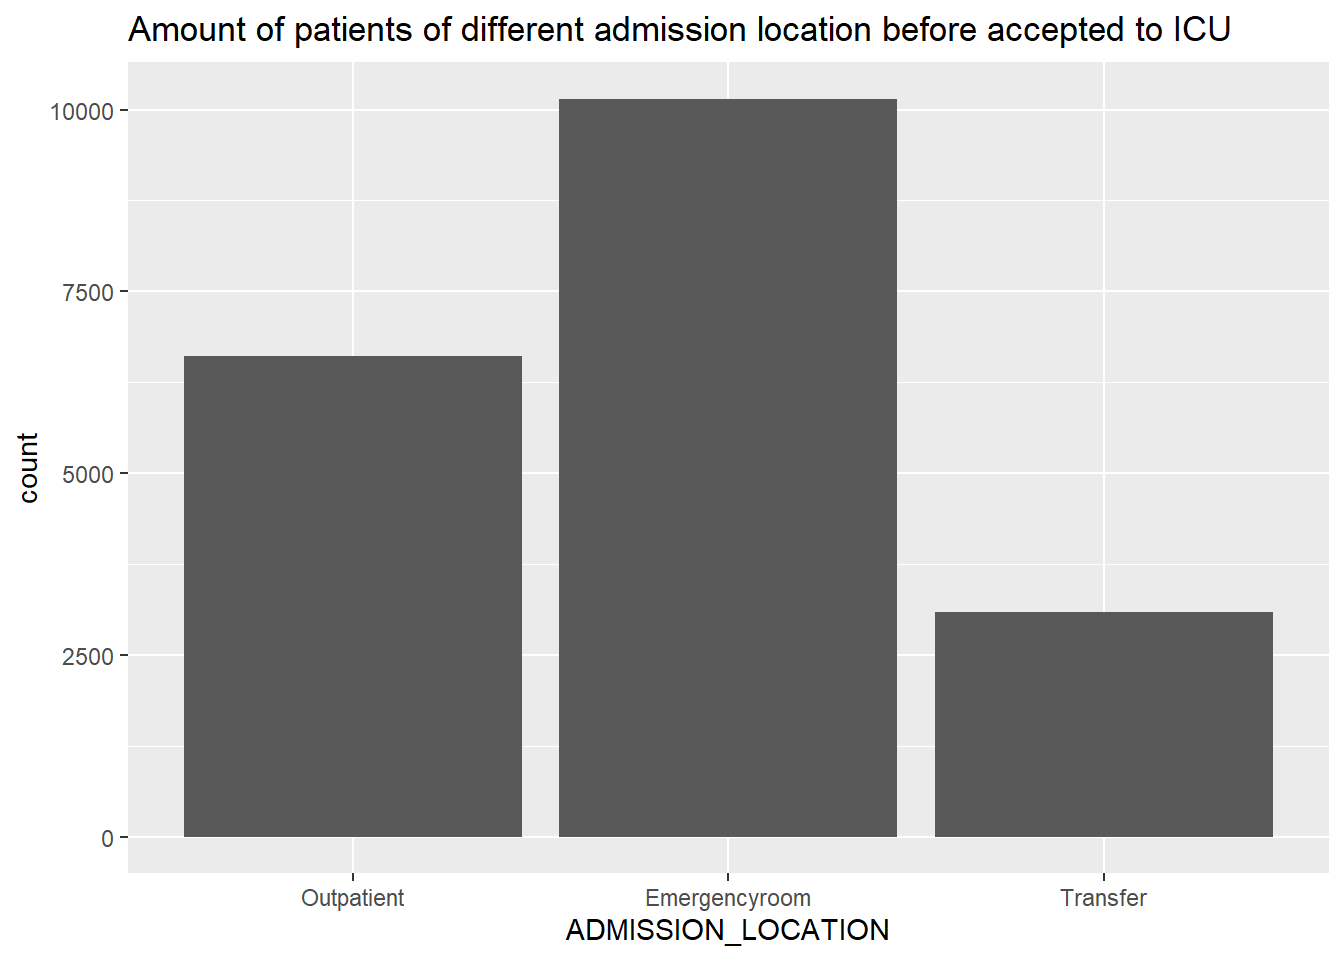 Amount of patients of different admission location before accepted to ICU
10000
7500
5000
2500
0
count
Outpatient Emergencyroom Transfer
ADMISSION_LOCATION